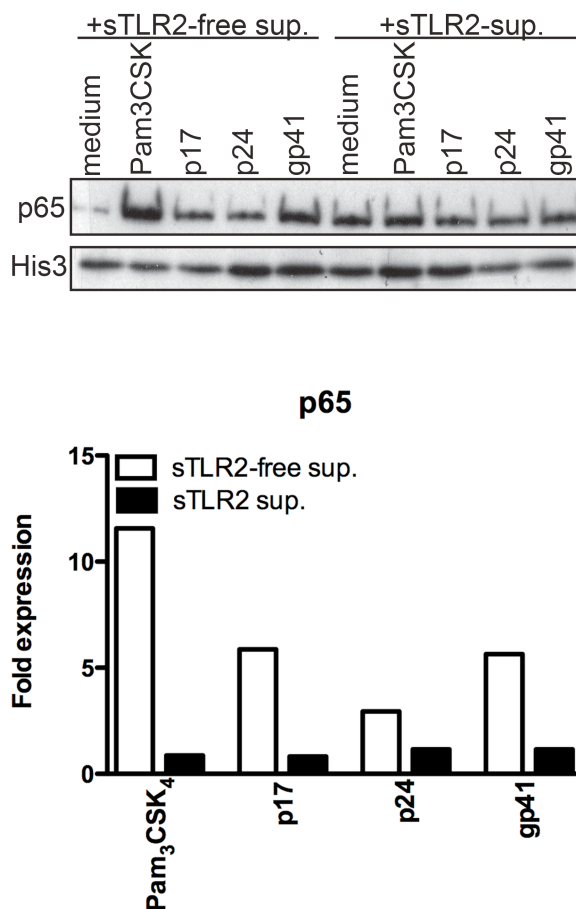 +sTLR2-free sup. +sTLR2-sup.
medium Pam3CSK p17 p24 gp41 medium Pam3CSK p17 p24 gp41
p65
His3
p65
15
sTLR2-free sup.
sTLR2 sup.
10
5
0
Fold expression
Pam₃CSK₄ p17 p24 gp41